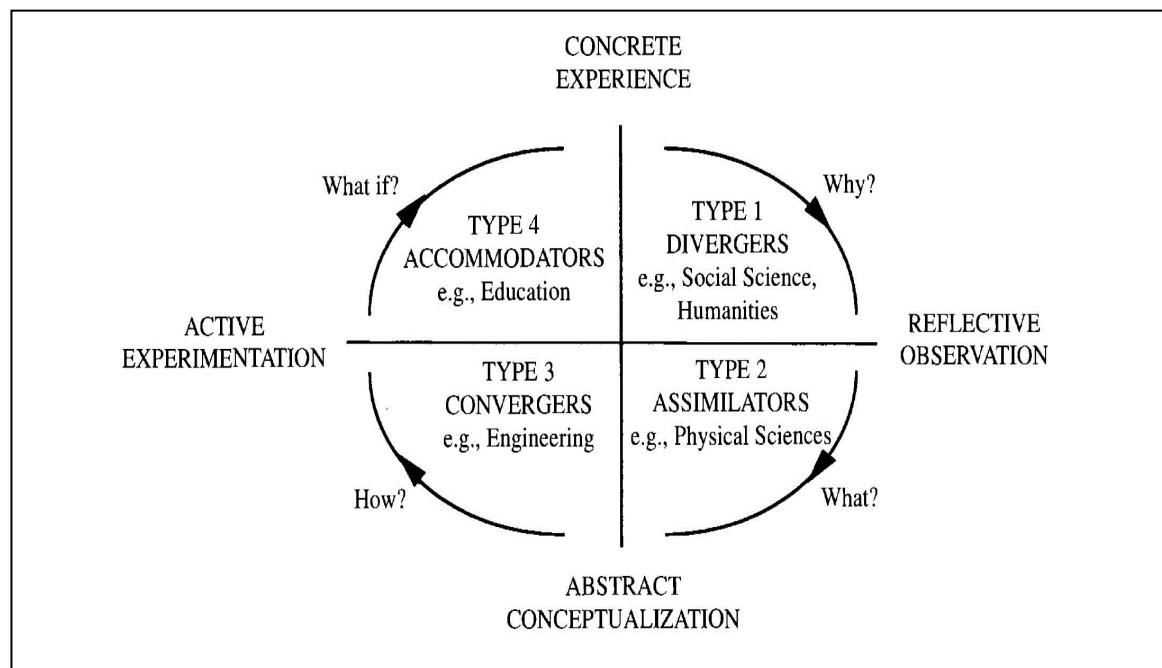 CONCRETE
EXPERIENCE
What if?
Why?
TYPE 4
ACCOMMODATORS
e.g., Education
TYPE 1
DIVERGERS
e.g., Social Science,
Humanities
ACTIVE
EXPERIMENTATION
REFLECTIVE
OBSERVATION
TYPE 3
CONVERGERS
e.g., Engineering
TYPE 2
ASSIMILATORS
e.g., Physical Sciences
How?
What?
ABSTRACT
CONCEPTUALIZATION